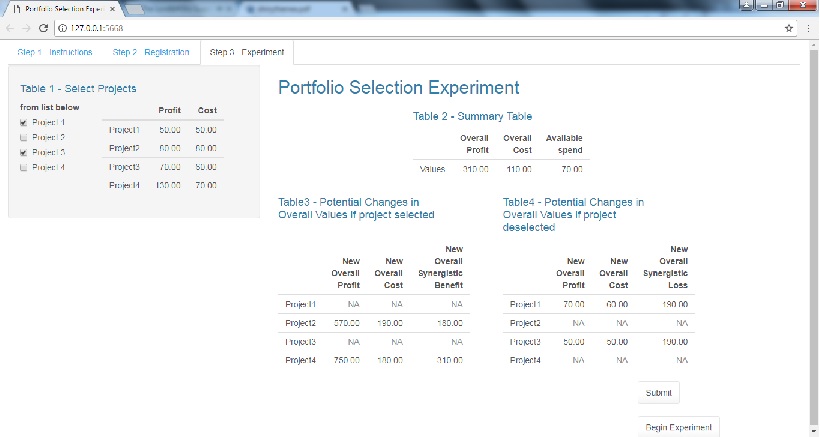 Portfolio Selection Experi
127.0.0.1:5668
Step 1 - Instructions Step 2 - Registration Step 3 - Experiment
Table 1 - Select Projects
from list below
Project 1
Project 2
Project 3
Project 4
Profit Cost
Project1 50.00 50.00
Project2 80.00 80.00
Project3 70.00 60.00
Project4 130.00 70.00
Portfolio Selection Experiment
Table 2 - Summary Table
Overall Profit Overall Cost Available spend
Values 310.00 110.00 70.00
Table3 - Potential Changes in
Overall Values if project selected
New Overall Profit New Overall Cost New Overall Synergistic Benefit
Project1 NA NA NA
Project2 570.00 190.00 180.00
Project3 NA NA NA
Project4 750.00 180.00 310.00
Table4 - Potential Changes in
Overall Values if project
deselected
New Overall Profit New Overall Cost New Overall Synergistic Loss
Project1 70.00 60.00 190.00
Project2 NA NA NA
Project3 50.00 50.00 190.00
Project4 NA NA NA
Submit
Begin Experiment